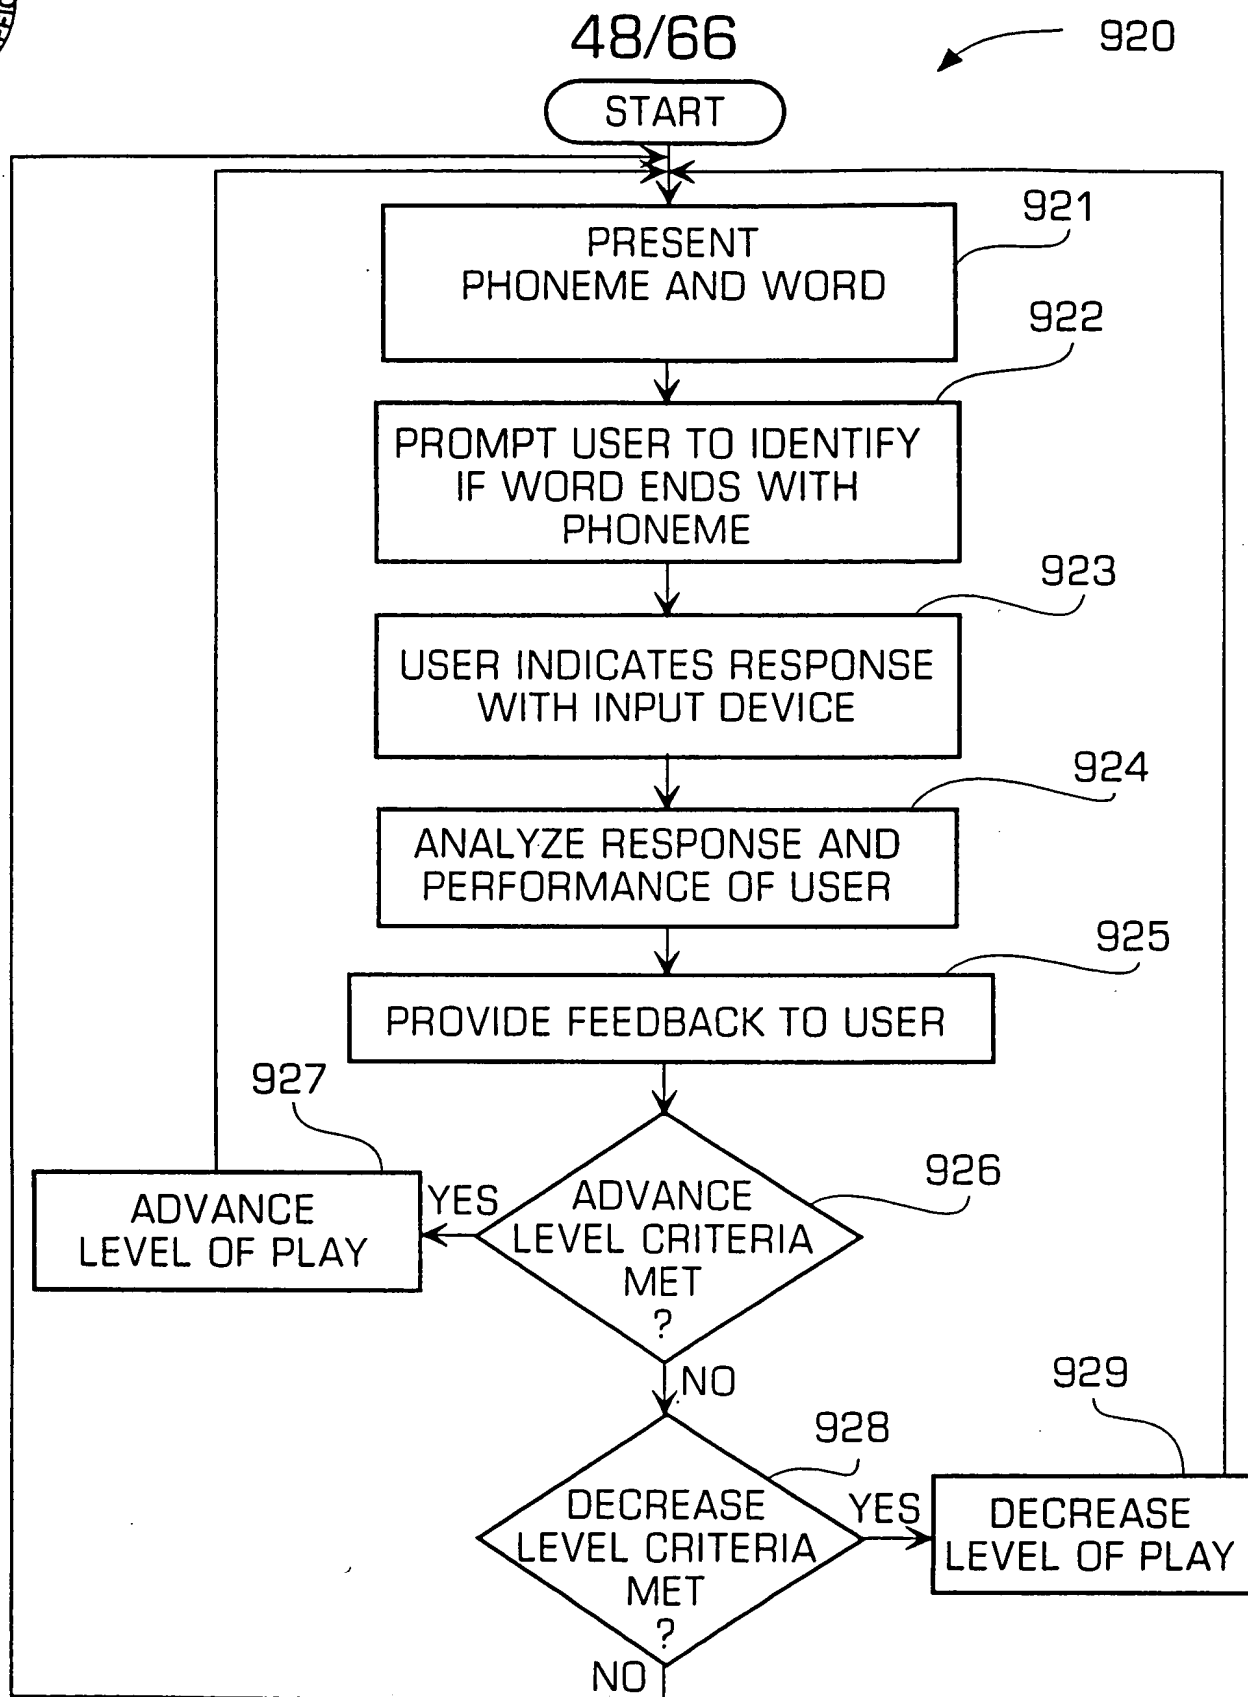 48/66
920
START
921
PRESENT
PHONEME AND WORD
922
PROMPT USER TO IDENTIFY
IF WORD ENDS WITH
PHONEME
923
USER INDICATES RESPONSE
WITH INPUT DEVICE
924
ANALYZE RESPONSE AND
PERFORMANCE OF USER
925
PROVIDE FEEDBACK TO USER
927
926
ADVANCE
LEVEL OF PLAY
YES
ADVANCE
LEVEL CRITERIA
MET
?
NO
928
929
DECREASE
LEVEL CRITERIA
MET
?
YES
DECREASE
LEVEL OF PLAY
NO